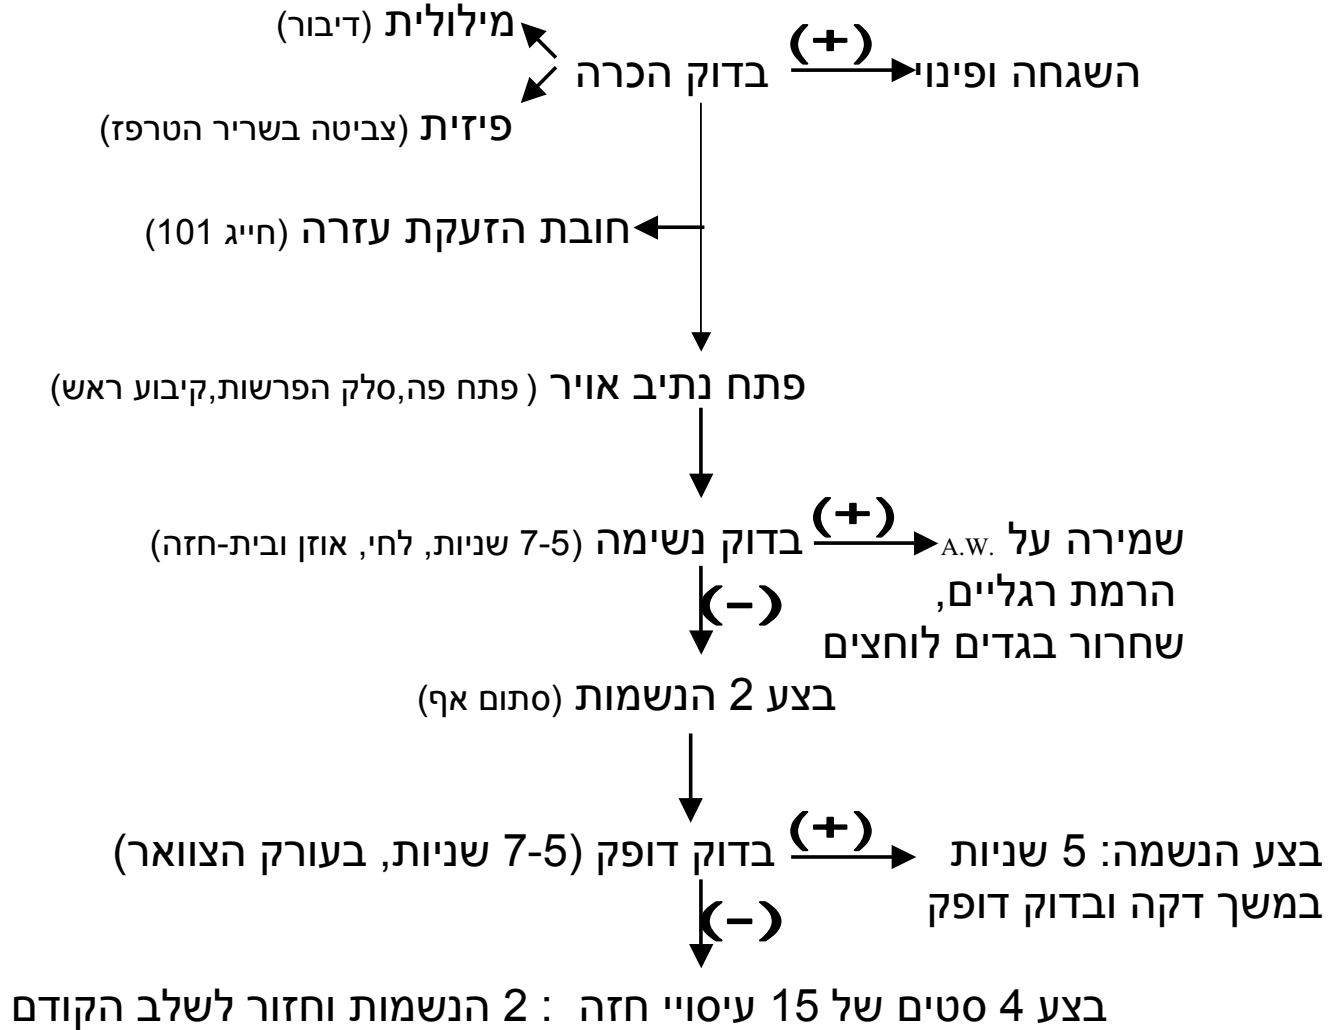 מילולית (דיבור)
(+)
בדוק הכרה
השגחה ופינוי
פיזית (צביטה בשריר הטרפז)
חובת הזעקת עזרה (חייג 101)
פתח נתיב אויר ( פתח פה,סלק הפרשות,קיבוע ראש)
(+)
בדוק נשימה (7-5 שניות, לחי, אוזן ובית-חזה)
שמירה על A.W.
הרמת רגליים,
שחרור בגדים לוחצים
(-)
בצע 2 הנשמות (סתום אף)
(+)
בדוק דופק (7-5 שניות, בעורק הצוואר)
בצע הנשמה: 5 שניות
במשך דקה ובדוק דופק
(-)
בצע 4 סטים של 15 עיסויי חזה : 2 הנשמות וחזור לשלב הקודם